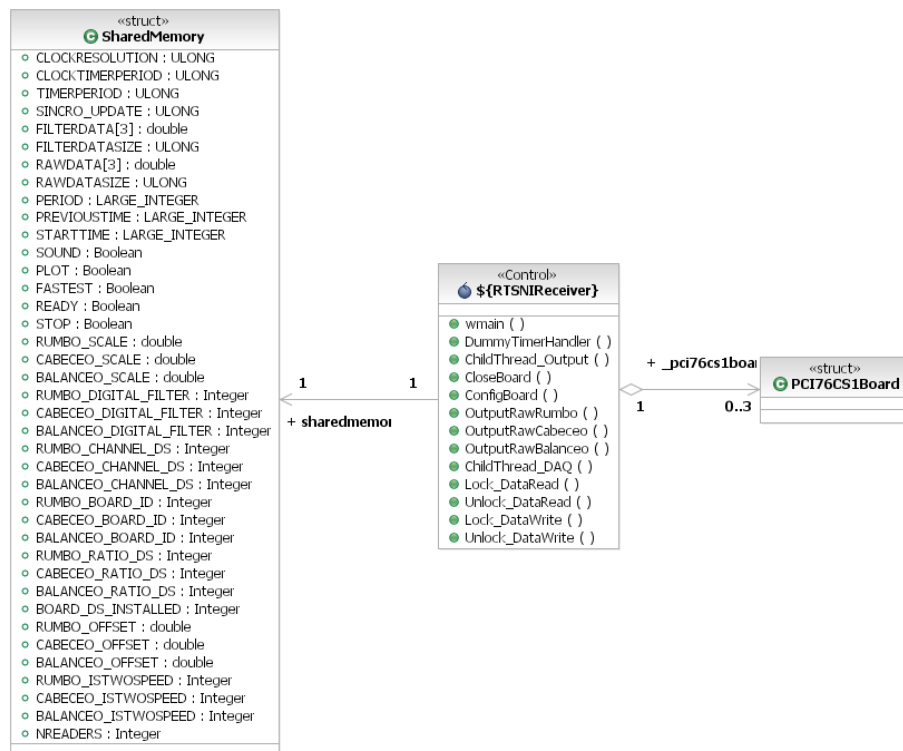 «struct»
SharedMemory
CLOCKRESOLUTION : ULONG
CLOCKTIMERPERIOD : ULONG
TIMERPERIOD : ULONG
SINCRO_UPDATE : ULONG
FILTERDATA[3] : double
FILTERDATASIZE : ULONG
RAWDATA[3] : double
RAWDATASIZE : ULONG
PERIOD : LARGE_INTEGER
PREVIOUSTIME : LARGE_INTEGER
STARTTIME : LARGE_INTEGER
SOUND : Boolean
PLOT : Boolean
FASTEST : Boolean
READY : Boolean
STOP : Boolean
RUMBO_SCALE : double
CABECEO_SCALE : double
BALANCEO_SCALE : double
RUMBO_DIGITAL_FILTER : Integer
CABECEO_DIGITAL_FILTER : Integer
BALANCEO_DIGITAL_FILTER : Integer
RUMBO_CHANNEL_DS : Integer
CABECEO_CHANNEL_DS : Integer
BALANCEO_CHANNEL_DS : Integer
RUMBO_BOARD_ID : Integer
CABECEO_BOARD_ID : Integer
BALANCEO_BOARD_ID : Integer
RUMBO_RATIO_DS : Integer
CABECEO_RATIO_DS : Integer
BALANCEO_RATIO_DS : Integer
BOARD_DS_INSTALLED : Integer
RUMBO_OFFSET : double
CABECEO_OFFSET : double
BALANCEO_OFFSET : double
RUMBO_ISTWOSPEED : Integer
CABECEO_ISTWOSPEED : Integer
BALANCEO_ISTWOSPEED : Integer
NREADERS : Integer
1 1
+ sharedmemoı
«Control»
${RTSNIReceiver}
wmain ( )
DummyTimerHandler ( )
ChildThread_Output ( )
CloseBoard ( )
ConfigBoard ( )
OutputRawRumbo ( )
OutputRawCabeceo ( )
OutputRawBalanceo ( )
ChildThread_DAQ ( )
Lock_DataRead ( )
Unlock_DataRead ( )
Lock_DataWrite ( )
Unlock_DataWrite ( )
+ _pci76cs1boar
1 0..3
«struct»
PCI76CS1Board